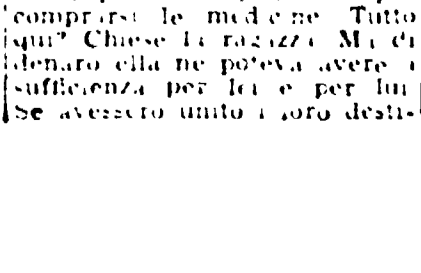 comprarsi le medicine Tutto
qui? Chiese la ragazza Ma di
denaro ella ne poteva avere a
sufficienza per lei e per lui
Se avessero unito i loro desti-